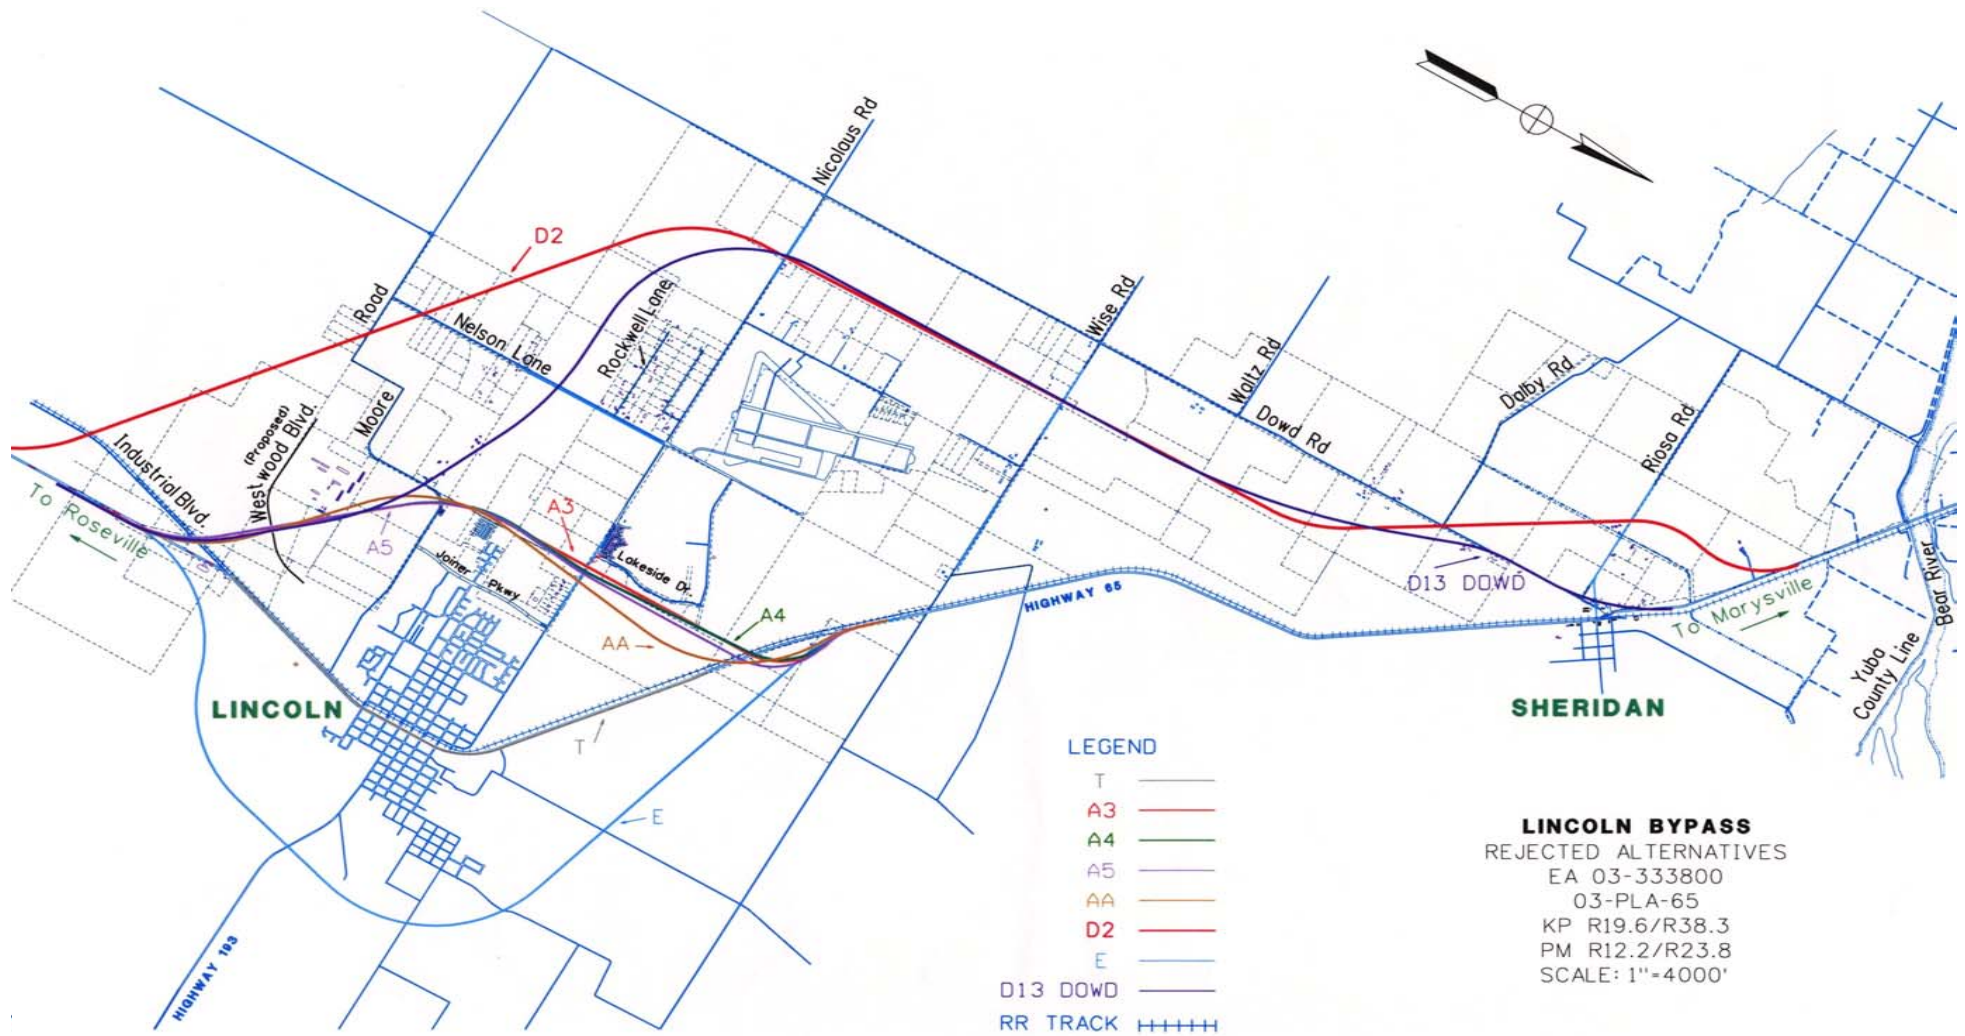 Nicolaus Rd
D2
Road
Nelson Lane
Rockwell Lane
Wise Rd
Waltz Rd
Dowd Rd
Dalby Rd
Riosa Rd
Moore
(Proposed)
Westwood Blvd.
Industrial Blvd.
To Roseville
A5
A3
Joiner Pkwy
Lakeside Dr.
A4
AA
HIGHWAY 65
D13 DOWD
To Marysville
Bear River
Yuba
County Line
LINCOLN
SHERIDAN
T
E
HIGHWAY 193
LEGEND
T
A3
A4
A5
AA
D2
E
D13 DOWD
RR TRACK
LINCOLN BYPASS
REJECTED ALTERNATIVES
EA 03-333800
03-PLA-65
KP R19.6/R38.3
PM R12.2/R23.8
SCALE: 1"=4000'